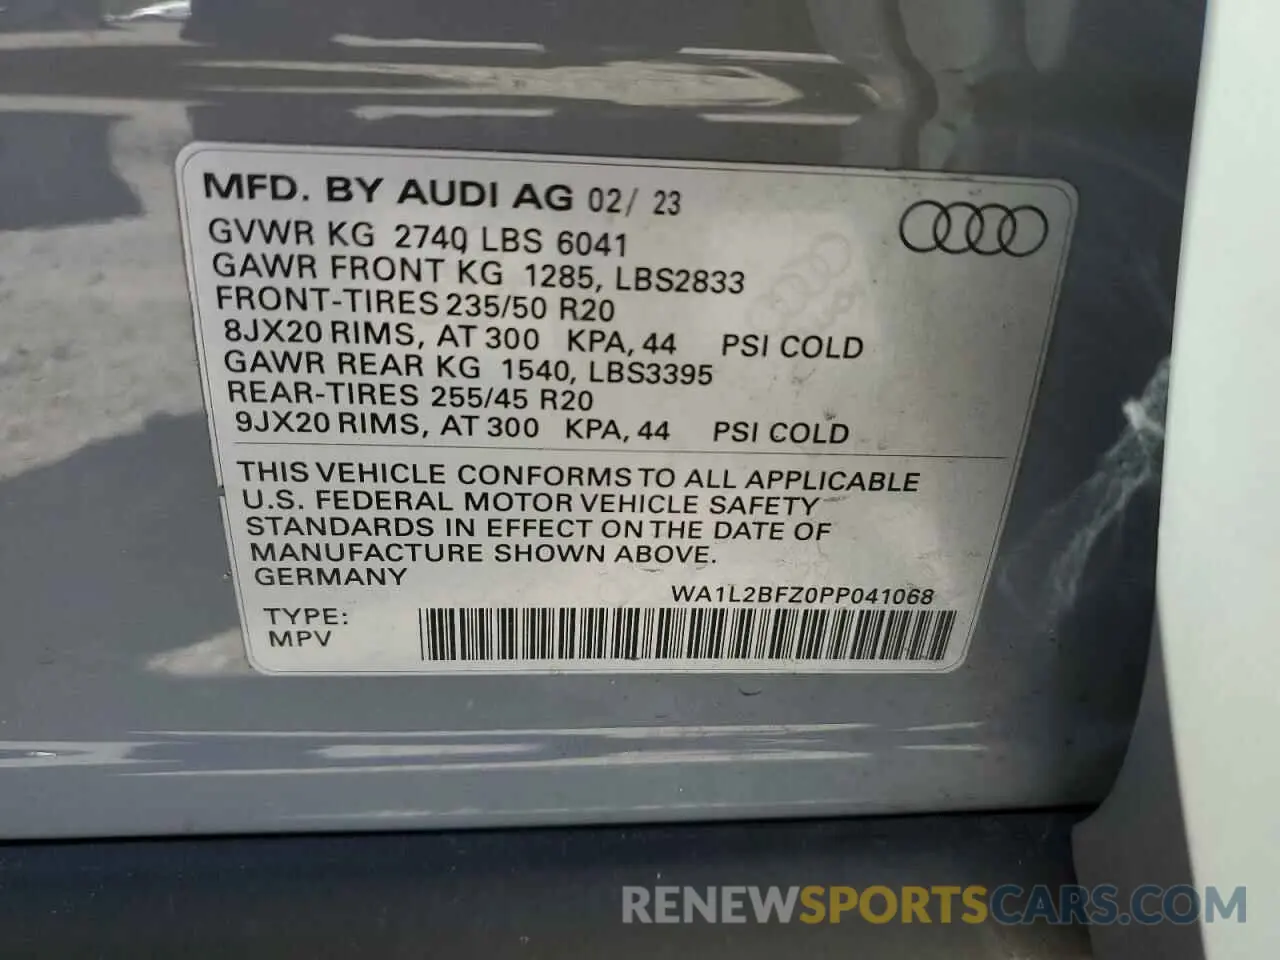 MFD. BY AUDI AG 02/ 23
GVWR KG 2740 LBS 6041
GAWR FRONT KG 1285, LBS2833
FRONT-TIRES 235/50 R20
8JX20 RIMS, AT 300 KPA, 44 PSI COLD
GAWR REAR KG 1540, LBS3395
REAR-TIRES 255/45 R20
9JX20 RIMS, AT 300 KPA, 44 PSI COLD
THIS VEHICLE CONFORMS TO ALL APPLICABLE
U.S. FEDERAL MOTOR VEHICLE SAFETY
STANDARDS IN EFFECT ON THE DATE OF
MANUFACTURE SHOWN ABOVE.
GERMANY
WA1L2BFZ0PP041068
TYPE:
MPV
RENEWSPORTSCARS.COM